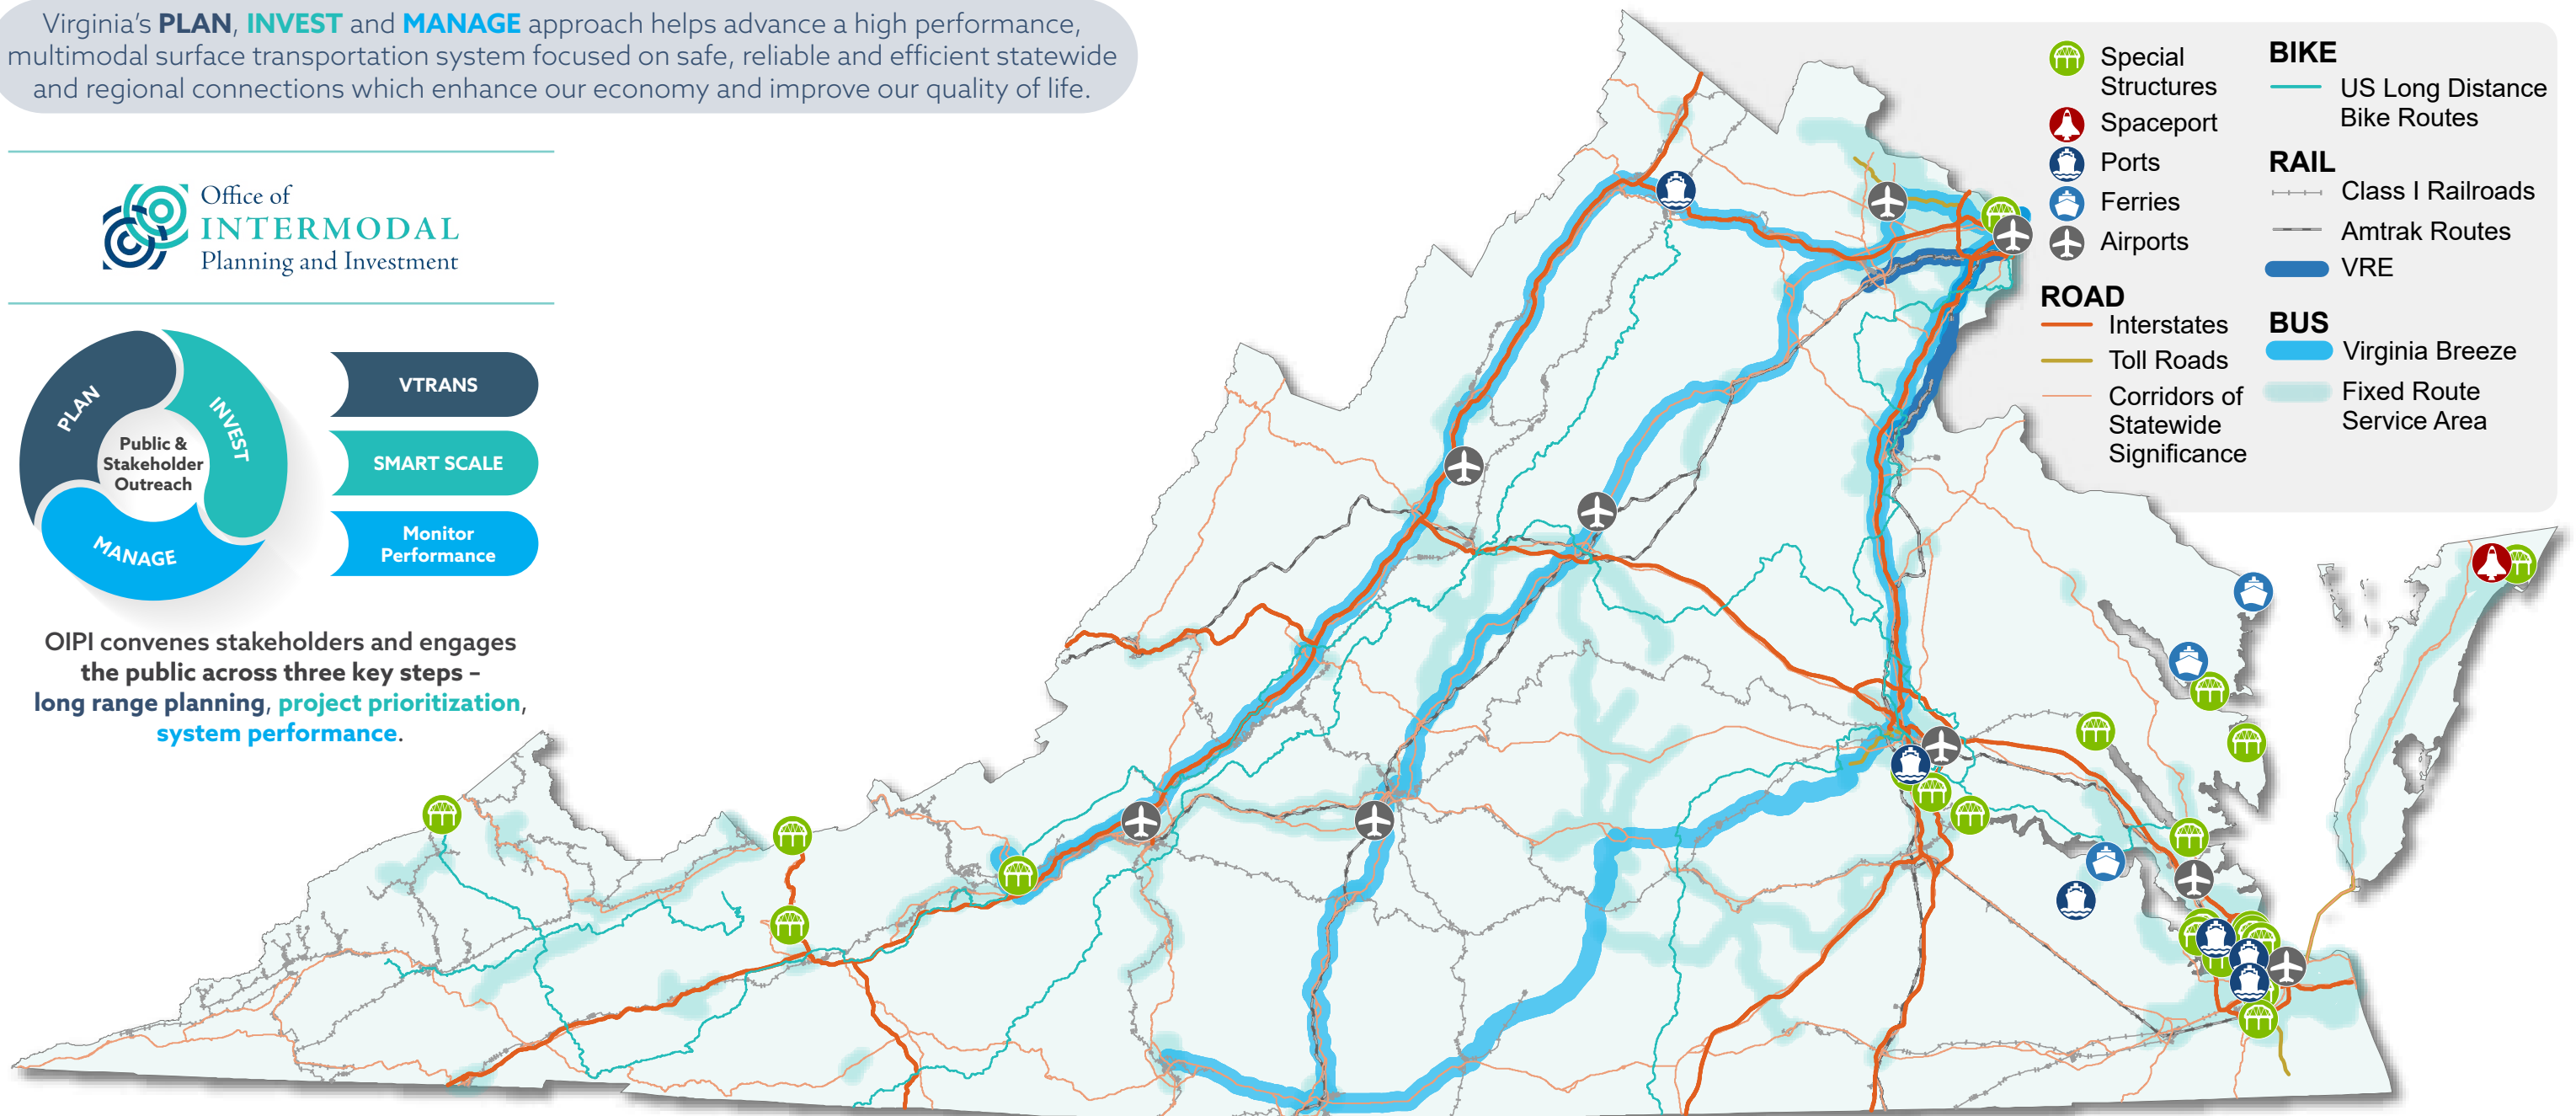 Virginia’s PLAN, INVEST and MANAGE approach helps advance a high performance,
multimodal surface transportation system focused on safe, reliable and efficient statewide
and regional connections which enhance our economy and improve our quality of life.
Office of
INTERMODAL
Planning and Investment
PLAN
INVEST
MANAGE
Public &
Stakeholder
Outreach
VTRANS
SMART SCALE
Monitor
Performance
OIPI convenes stakeholders and engages
the public across three key steps –
long range planning, project prioritization,
system performance.
Special
Structures
Spaceport
Ports
Ferries
Airports
ROAD
Interstates
Toll Roads
Corridors of
Statewide
Significance
BIKE
US Long Distance
Bike Routes
RAIL
Class I Railroads
Amtrak Routes
VRE
BUS
Virginia Breeze
Fixed Route
Service Area